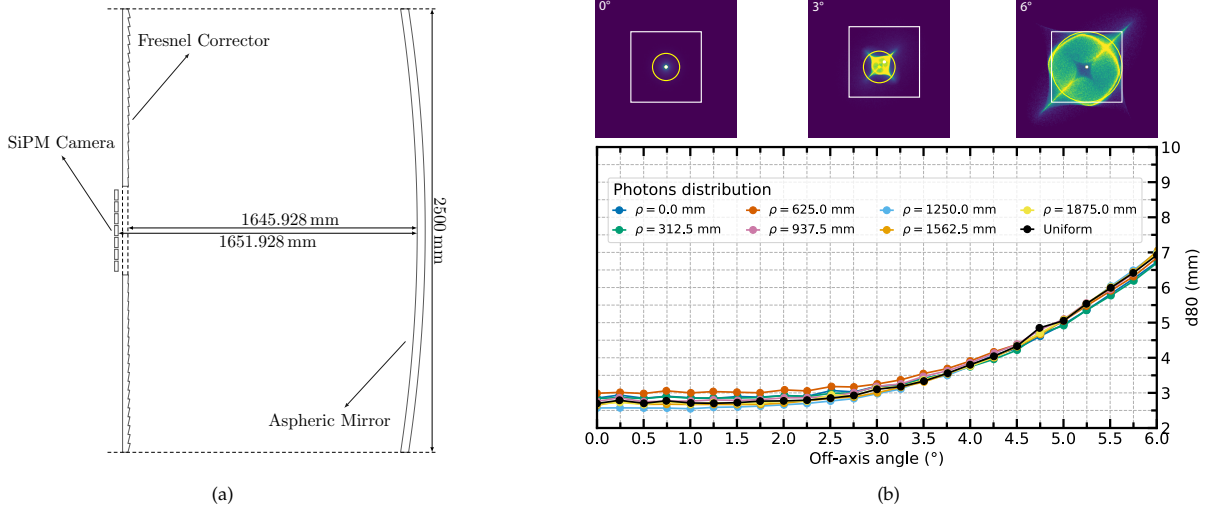 Fresnel Corrector
SiPM Camera
1645.928 mm
1651.928 mm
2500 mm
Aspheric Mirror
(a)
0°
3°
6°
Photons distribution
ρ = 0.0 mm
ρ = 625.0 mm
ρ = 1250.0 mm
ρ = 1875.0 mm
ρ = 312.5 mm
ρ = 937.5 mm
ρ = 1562.5 mm
Uniform
10
9
8
7
6
5
4
3
2
d80 (mm)
0.0 0.5 1.0 1.5 2.0 2.5 3.0 3.5 4.0 4.5 5.0 5.5 6.0
Off-axis angle (°)
(b)